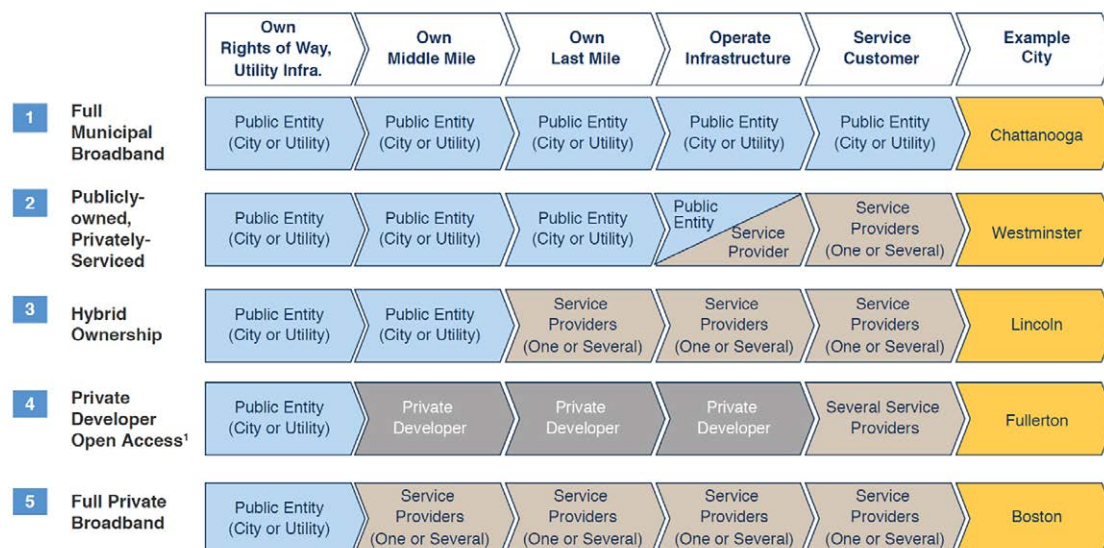 Own
Rights of Way,
Utility Infra.
Own
Middle Mile
Own
Last Mile
Operate
Infrastructure
Service
Customer
Example
City
1
Full
Municipal
Broadband
Public Entity
(City or Utility)
Public Entity
(City or Utility)
Public Entity
(City or Utility)
Public Entity
(City or Utility)
Public Entity
(City or Utility)
Chattanooga
2
Publicly-
owned,
Privately-
Serviced
Public Entity
(City or Utility)
Public Entity
(City or Utility)
Public Entity
(City or Utility)
Public
Entity
Service
Provider
Service
Providers
(One or Several)
Westminster
3
Hybrid
Ownership
Public Entity
(City or Utility)
Public Entity
(City or Utility)
Service
Providers
(One or Several)
Service
Providers
(One or Several)
Service
Providers
(One or Several)
Lincoln
4
Private
Developer
Open Access¹
Public Entity
(City or Utility)
Private
Developer
Private
Developer
Private
Developer
Several Service
Providers
Fullerton
5
Full Private
Broadband
Public Entity
(City or Utility)
Service
Providers
(One or Several)
Service
Providers
(One or Several)
Service
Providers
(One or Several)
Service
Providers
(One or Several)
Boston